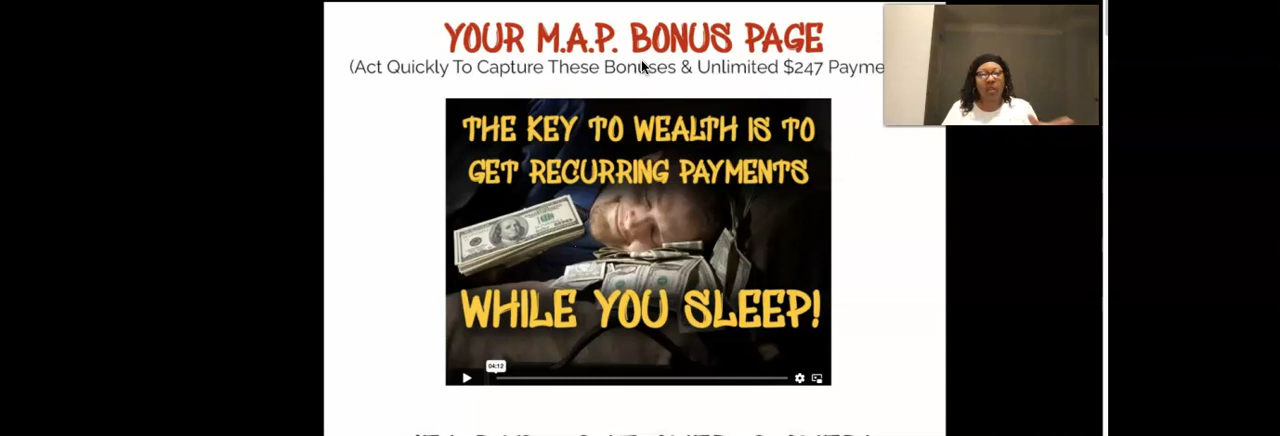 YOUR M.A.P. BONUS PAGE
(Act Quickly To Capture These Bonuses & Unlimited $247 Payme
THE KEY TO WEALTH IS TO
GET RECURRING PAYMENTS
WHILE YOU SLEEP!
04:12